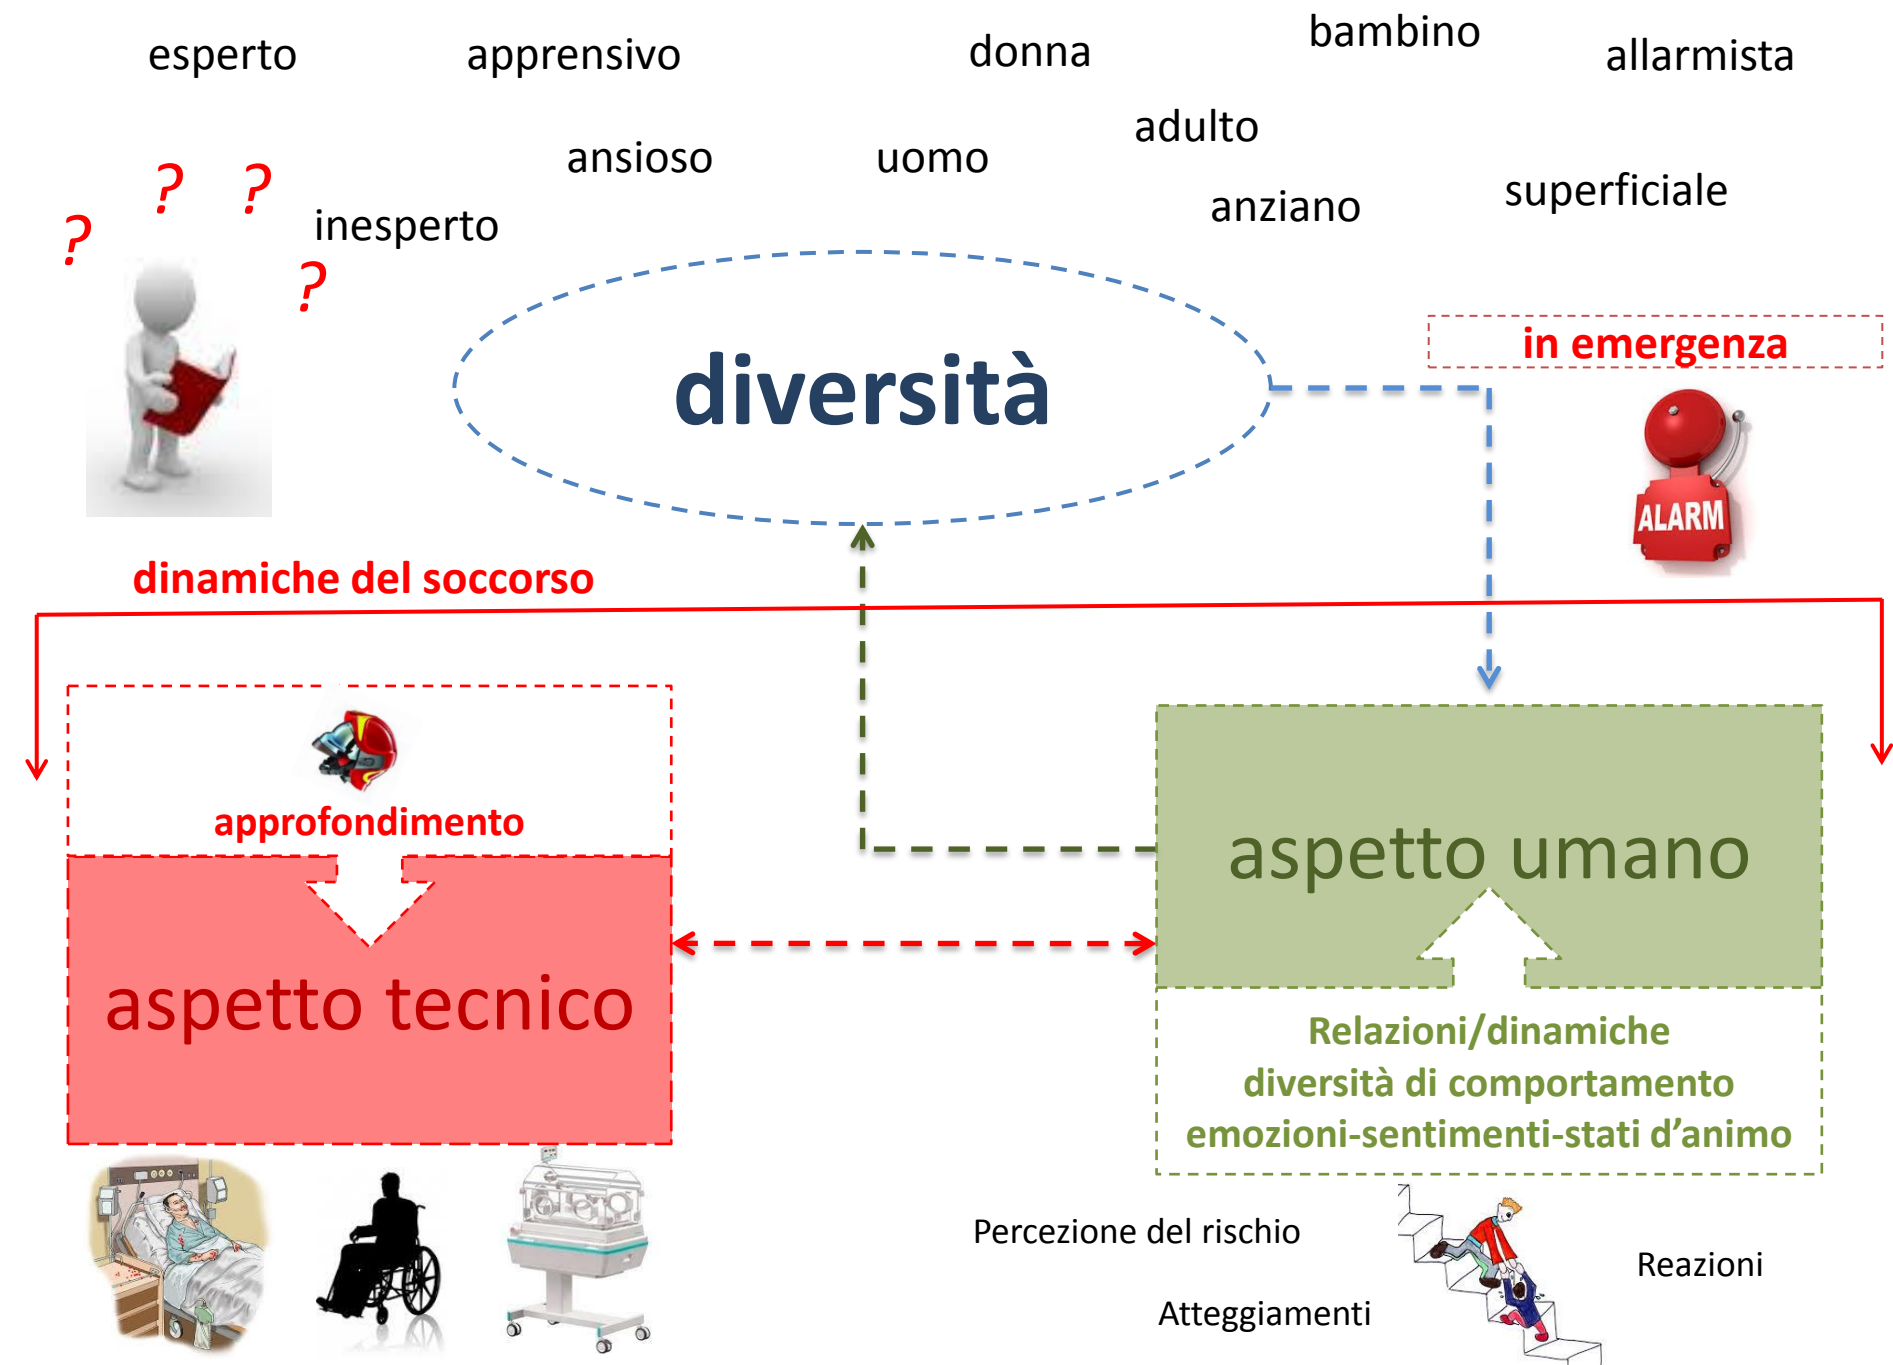 esperto
apprensivo
donna
bambino
allarmista
ansioso
uomo
adulto
? ? ? ?
inesperto
anziano
superficiale
diversità
in emergenza
ALARM
dinamiche del soccorso
approfondimento
aspetto tecnico
aspetto umano
Relazioni/dinamiche
diversità di comportamento
emozioni-sentimenti-stati d’animo
Percezione del rischio
Reazioni
Atteggiamenti